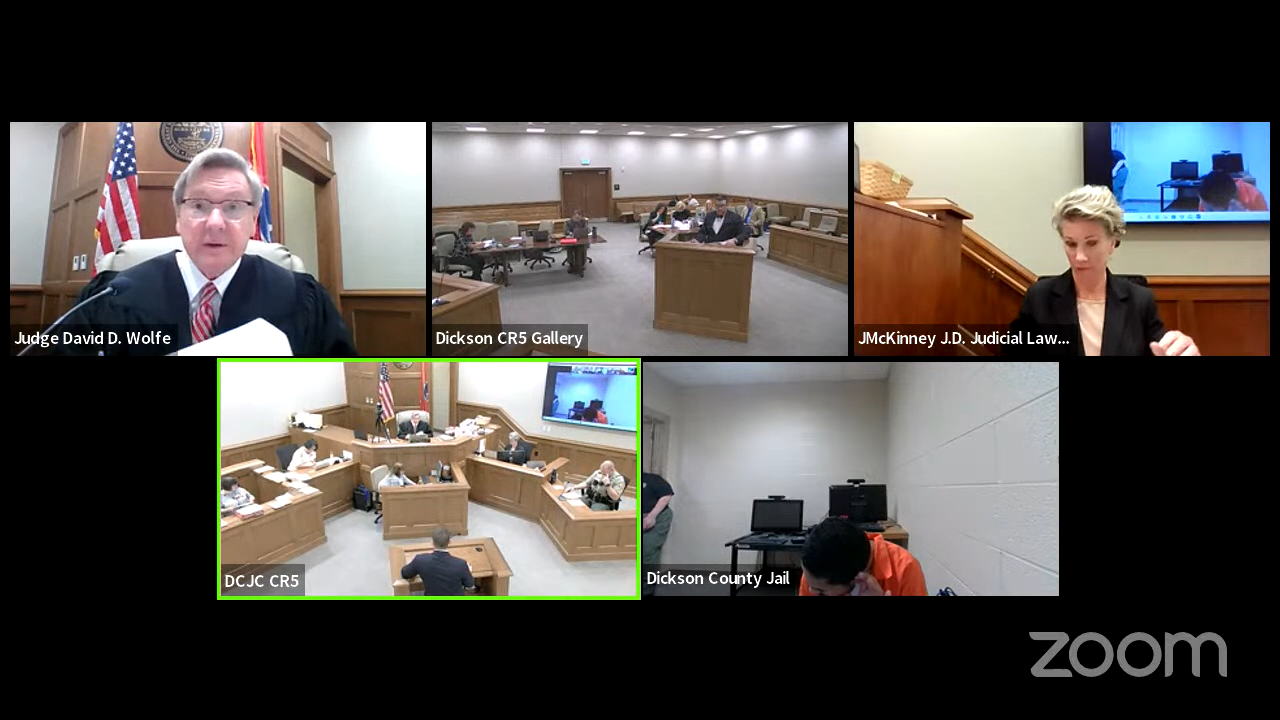 Judge David D. Wolfe
Dickson CR5 Gallery
JMcKinney J.D. Judicial Law...
DCJC CR5
Dickson County Jail
zoom